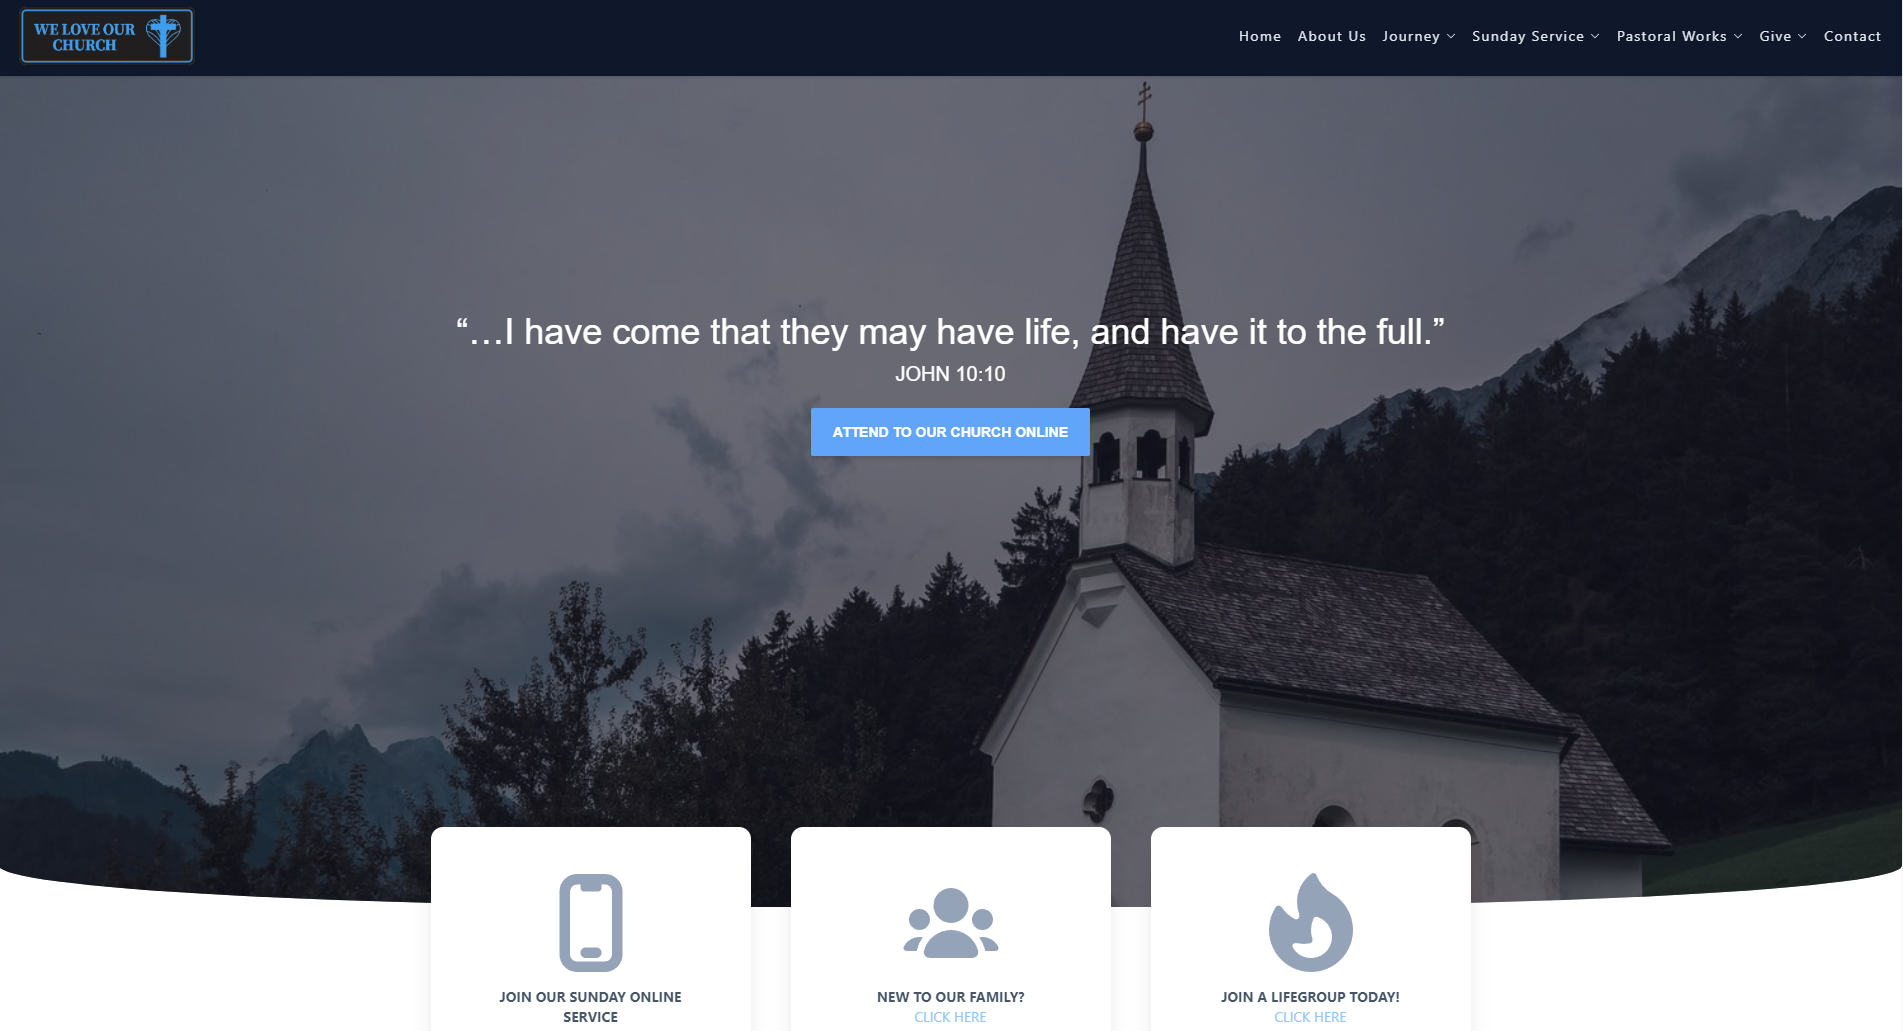 WE LOVE OUR
CHURCH
Home About Us Journey Sunday Service Pastoral Works Give Contact
“…I have come that they may have life, and have it to the full.”
JOHN 10:10
ATTEND TO OUR CHURCH ONLINE
JOIN OUR SUNDAY ONLINE
SERVICE
NEW TO OUR FAMILY?
CLICK HERE
JOIN A LIFEGROUP TODAY!
CLICK HERE